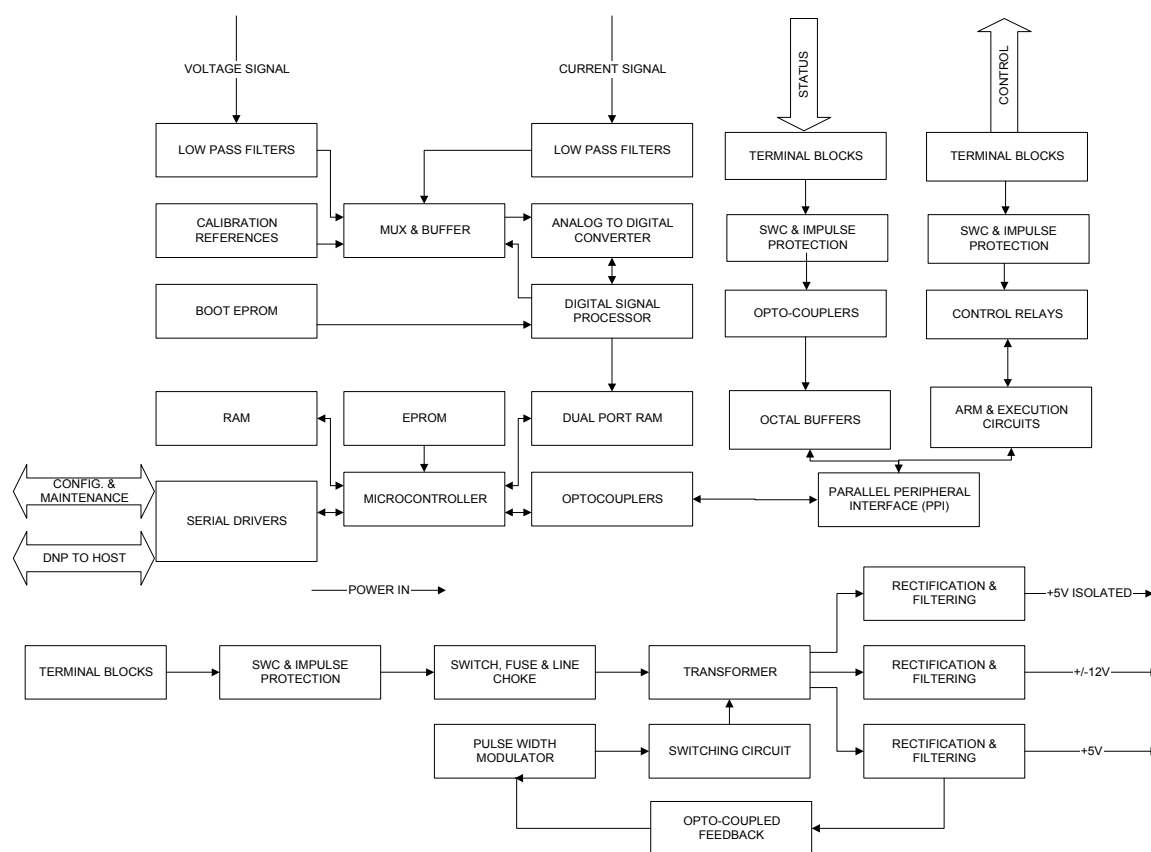 VOLTAGE SIGNAL
CURRENT SIGNAL
STATUS
CONTROL
LOW PASS FILTERS
LOW PASS FILTERS
TERMINAL BLOCKS
TERMINAL BLOCKS
CALIBRATION
REFERENCES
MUX & BUFFER
ANALOG TO DIGITAL
CONVERTER
SWC & IMPULSE
PROTECTION
SWC & IMPULSE
PROTECTION
BOOT EPROM
DIGITAL SIGNAL
PROCESSOR
OPTO-COUPLERS
CONTROL RELAYS
RAM
EPROM
DUAL PORT RAM
OCTAL BUFFERS
ARM & EXECUTION
CIRCUITS
CONFIG. &
MAINTENANCE
SERIAL DRIVERS
MICROCONTROLLER
OPTOCOUPLERS
PARALLEL PERIPHERAL
INTERFACE (PPI)
DNP TO HOST
POWER IN
RECTIFICATION &
FILTERING
+5V ISOLATED
TERMINAL BLOCKS
SWC & IMPULSE
PROTECTION
SWITCH, FUSE & LINE
CHOKE
TRANSFORMER
RECTIFICATION &
FILTERING
+/-12V
PULSE WIDTH
MODULATOR
SWITCHING CIRCUIT
RECTIFICATION &
FILTERING
+5V
OPTO-COUPLED
FEEDBACK